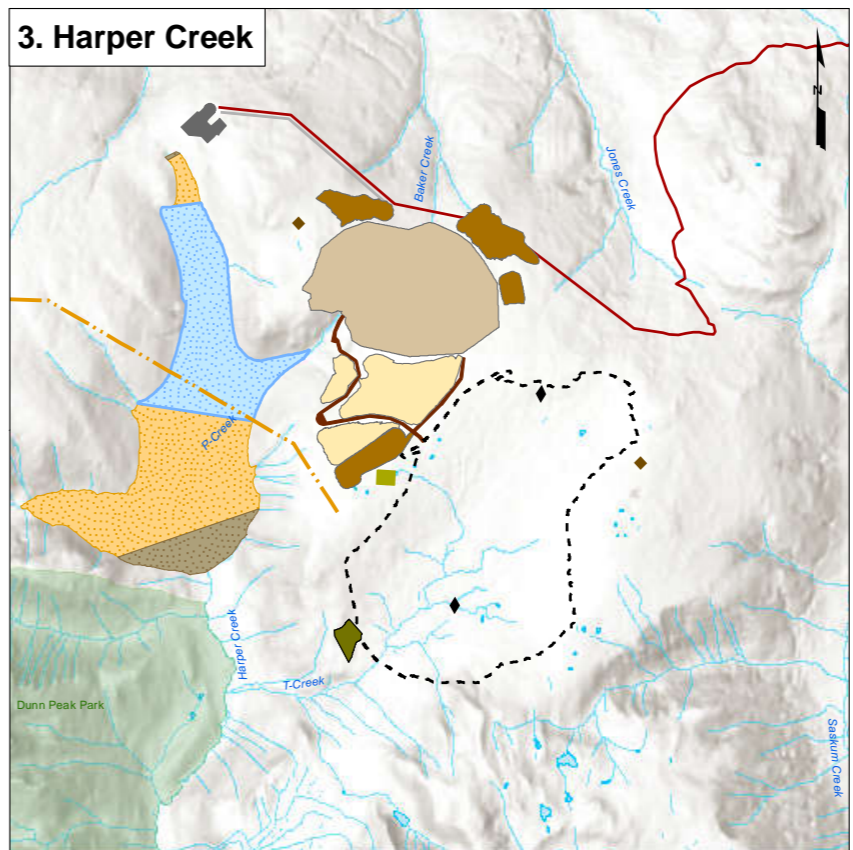 3. Harper Creek
N
Baker Creek
Jones Creek
P-Creek
Harper Creek
T-Creek
Dunn Peak Park
Saskum Creek